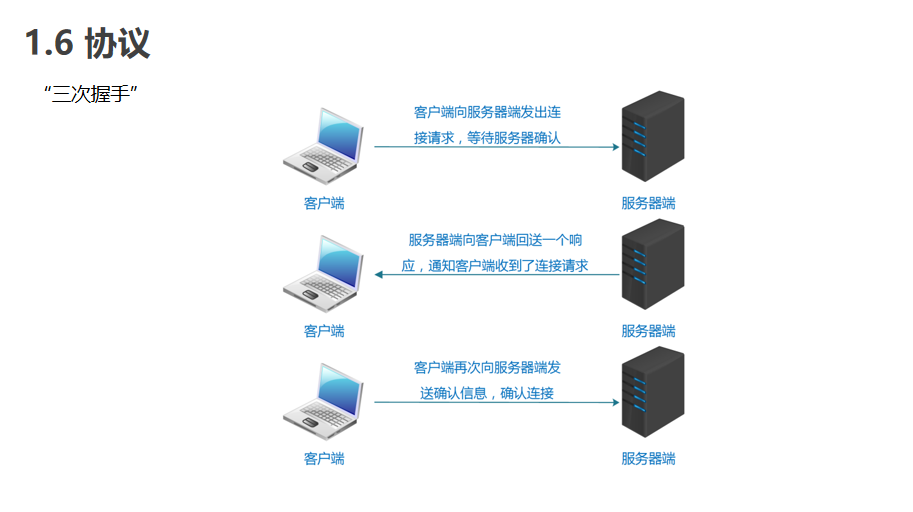 1.6 协议
“三次握手”
客户端向服务器端发出连
接请求，等待服务器确认
客户端
服务器端
服务器端向客户端回送一个响
应，通知客户端收到了连接请求
客户端
服务器端
客户端再次向服务器端发
送确认信息，确认连接
客户端
服务器端